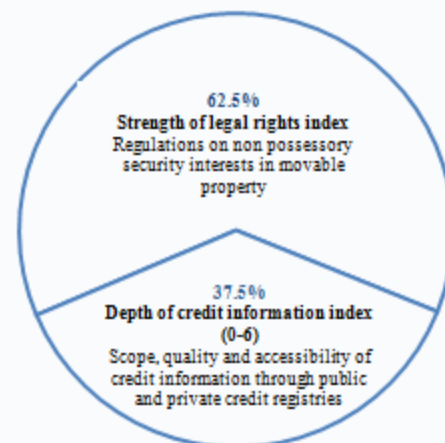 62.5%
Strength of legal rights index
Regulations on non possessory
security interests in movable
property
37.5%
Depth of credit information index
(0-6)
Scope, quality and accessibility of
credit information through public
and private credit registries